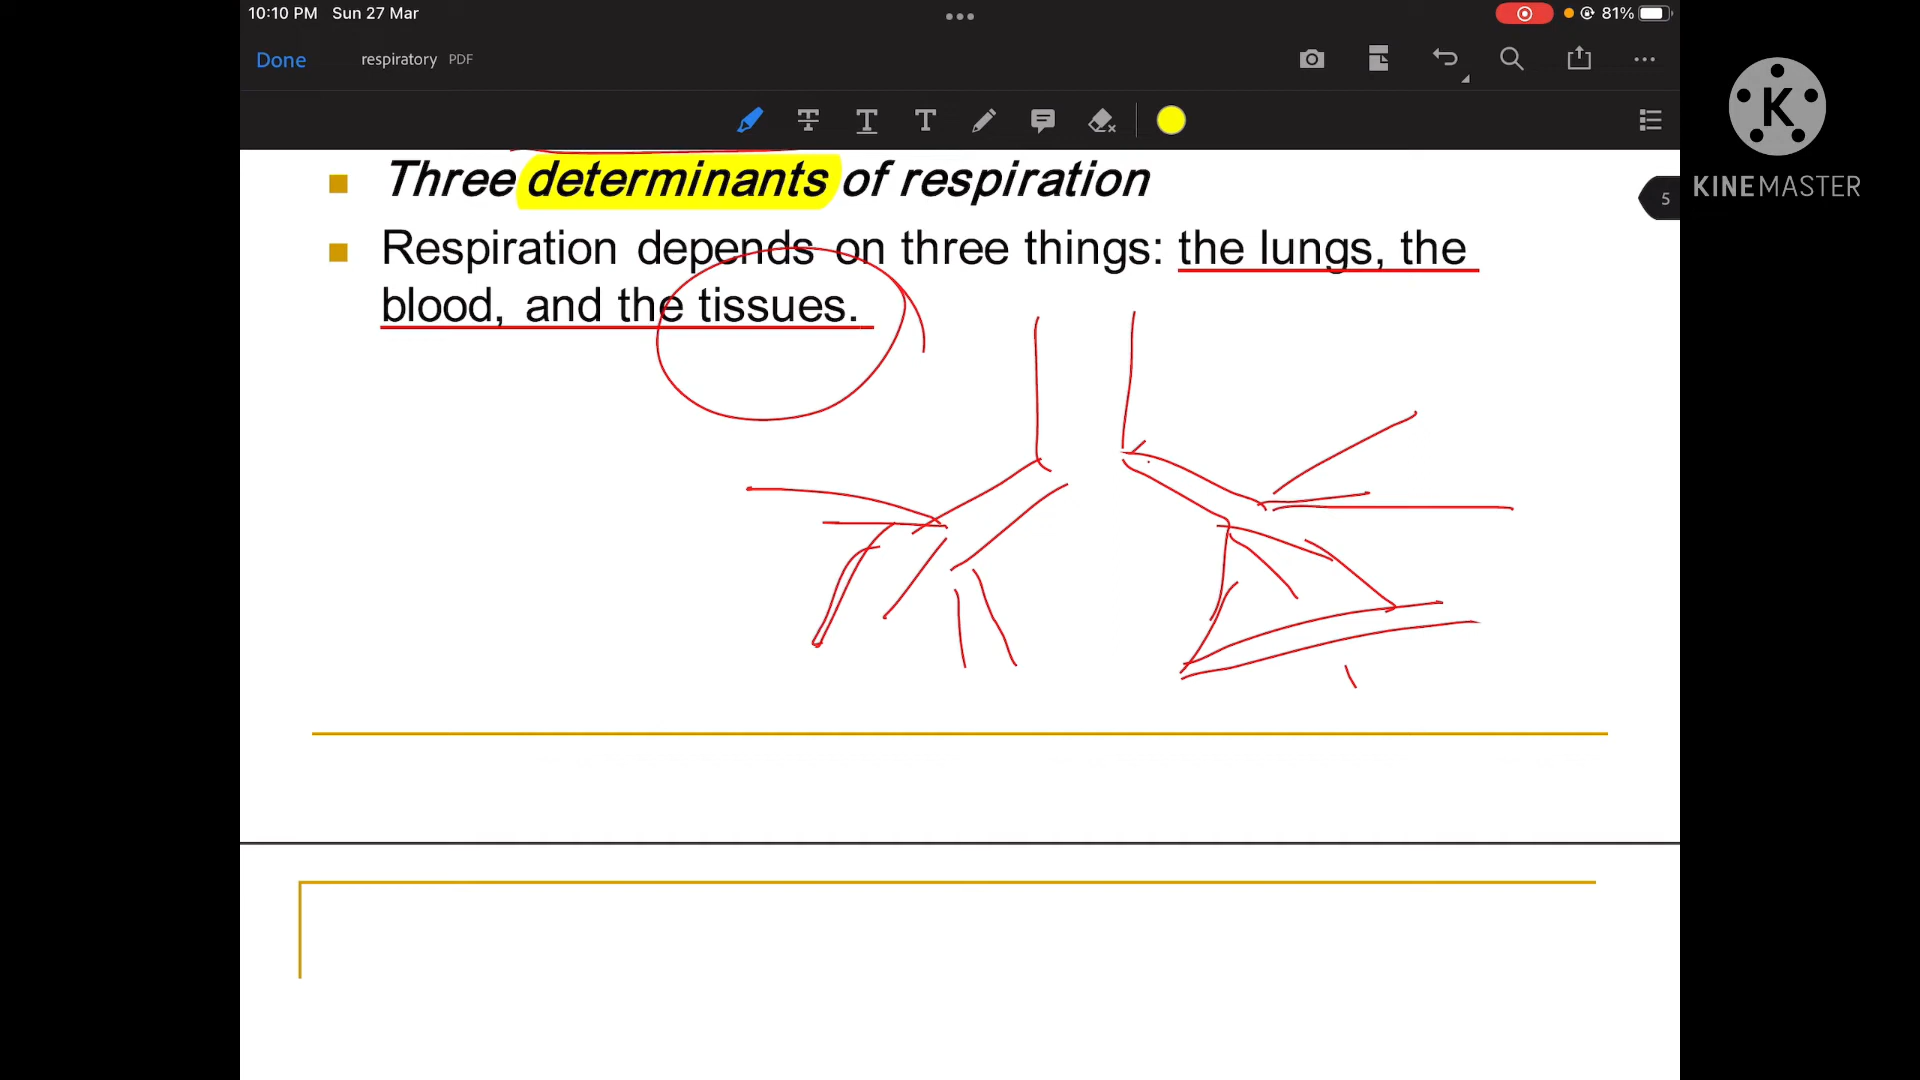 10:10 PM Sun 27 Mar
81%
Done
respiratory PDF
T T T
K
KINEMASTER
5
Three determinants of respiration
Respiration depends on three things: the lungs, the
blood, and the tissues.